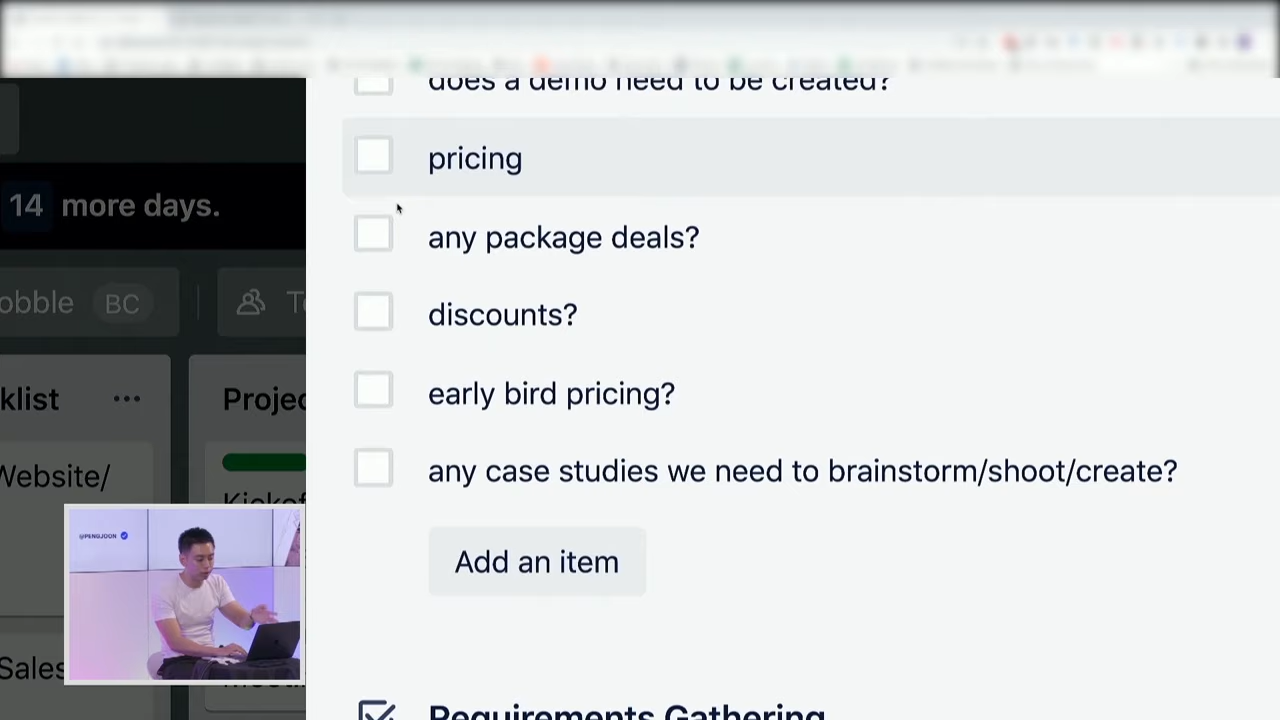 does a demo need to be created?
pricing
14 more days.
any package deals?
obble
BC
discounts?
klist
Projec
early bird pricing?
Website/
any case studies we need to brainstorm/shoot/create?
Kickof
@PENGJOON
Add an item
Sales
Requirements Gathering